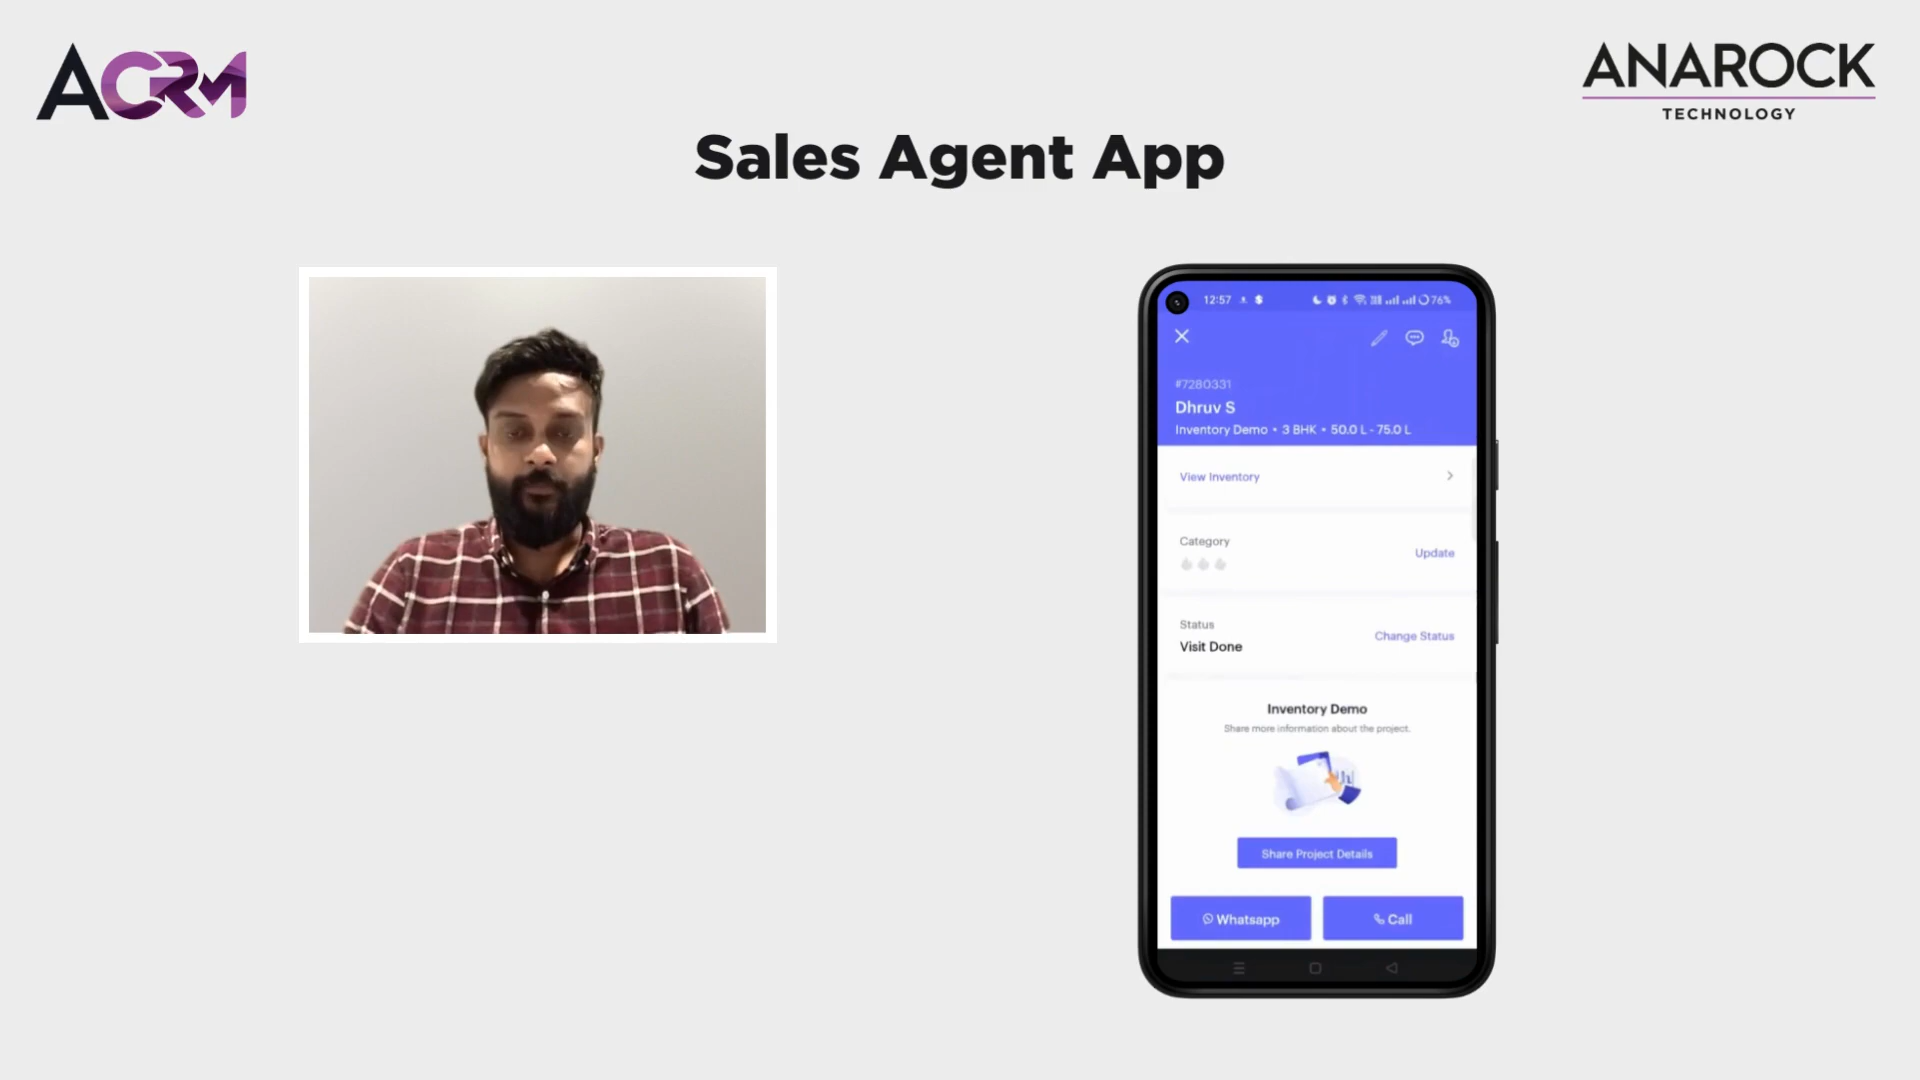 ACRM
ANAROCK
TECHNOLOGY
Sales Agent App
12:57
76%
#7280331
Dhruv S
Inventory Demo • 3 BHK • 50.0 L - 75.0 L
View Inventory
Category
Update
Status
Visit Done
Change Status
Inventory Demo
Share more information about the project.
Share Project Details
Whatsapp
Call